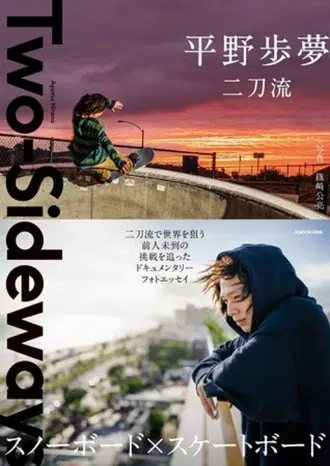 Two-Sideways
Ayumu Hirano
平野歩夢
二刀流
写真 篠﨑公亮
二刀流で世界を狙う
前人未到の
挑戦を追った
ドキュメンタリー
フォトエッセイ
KADOKAWA
スノーボード×スケートボード